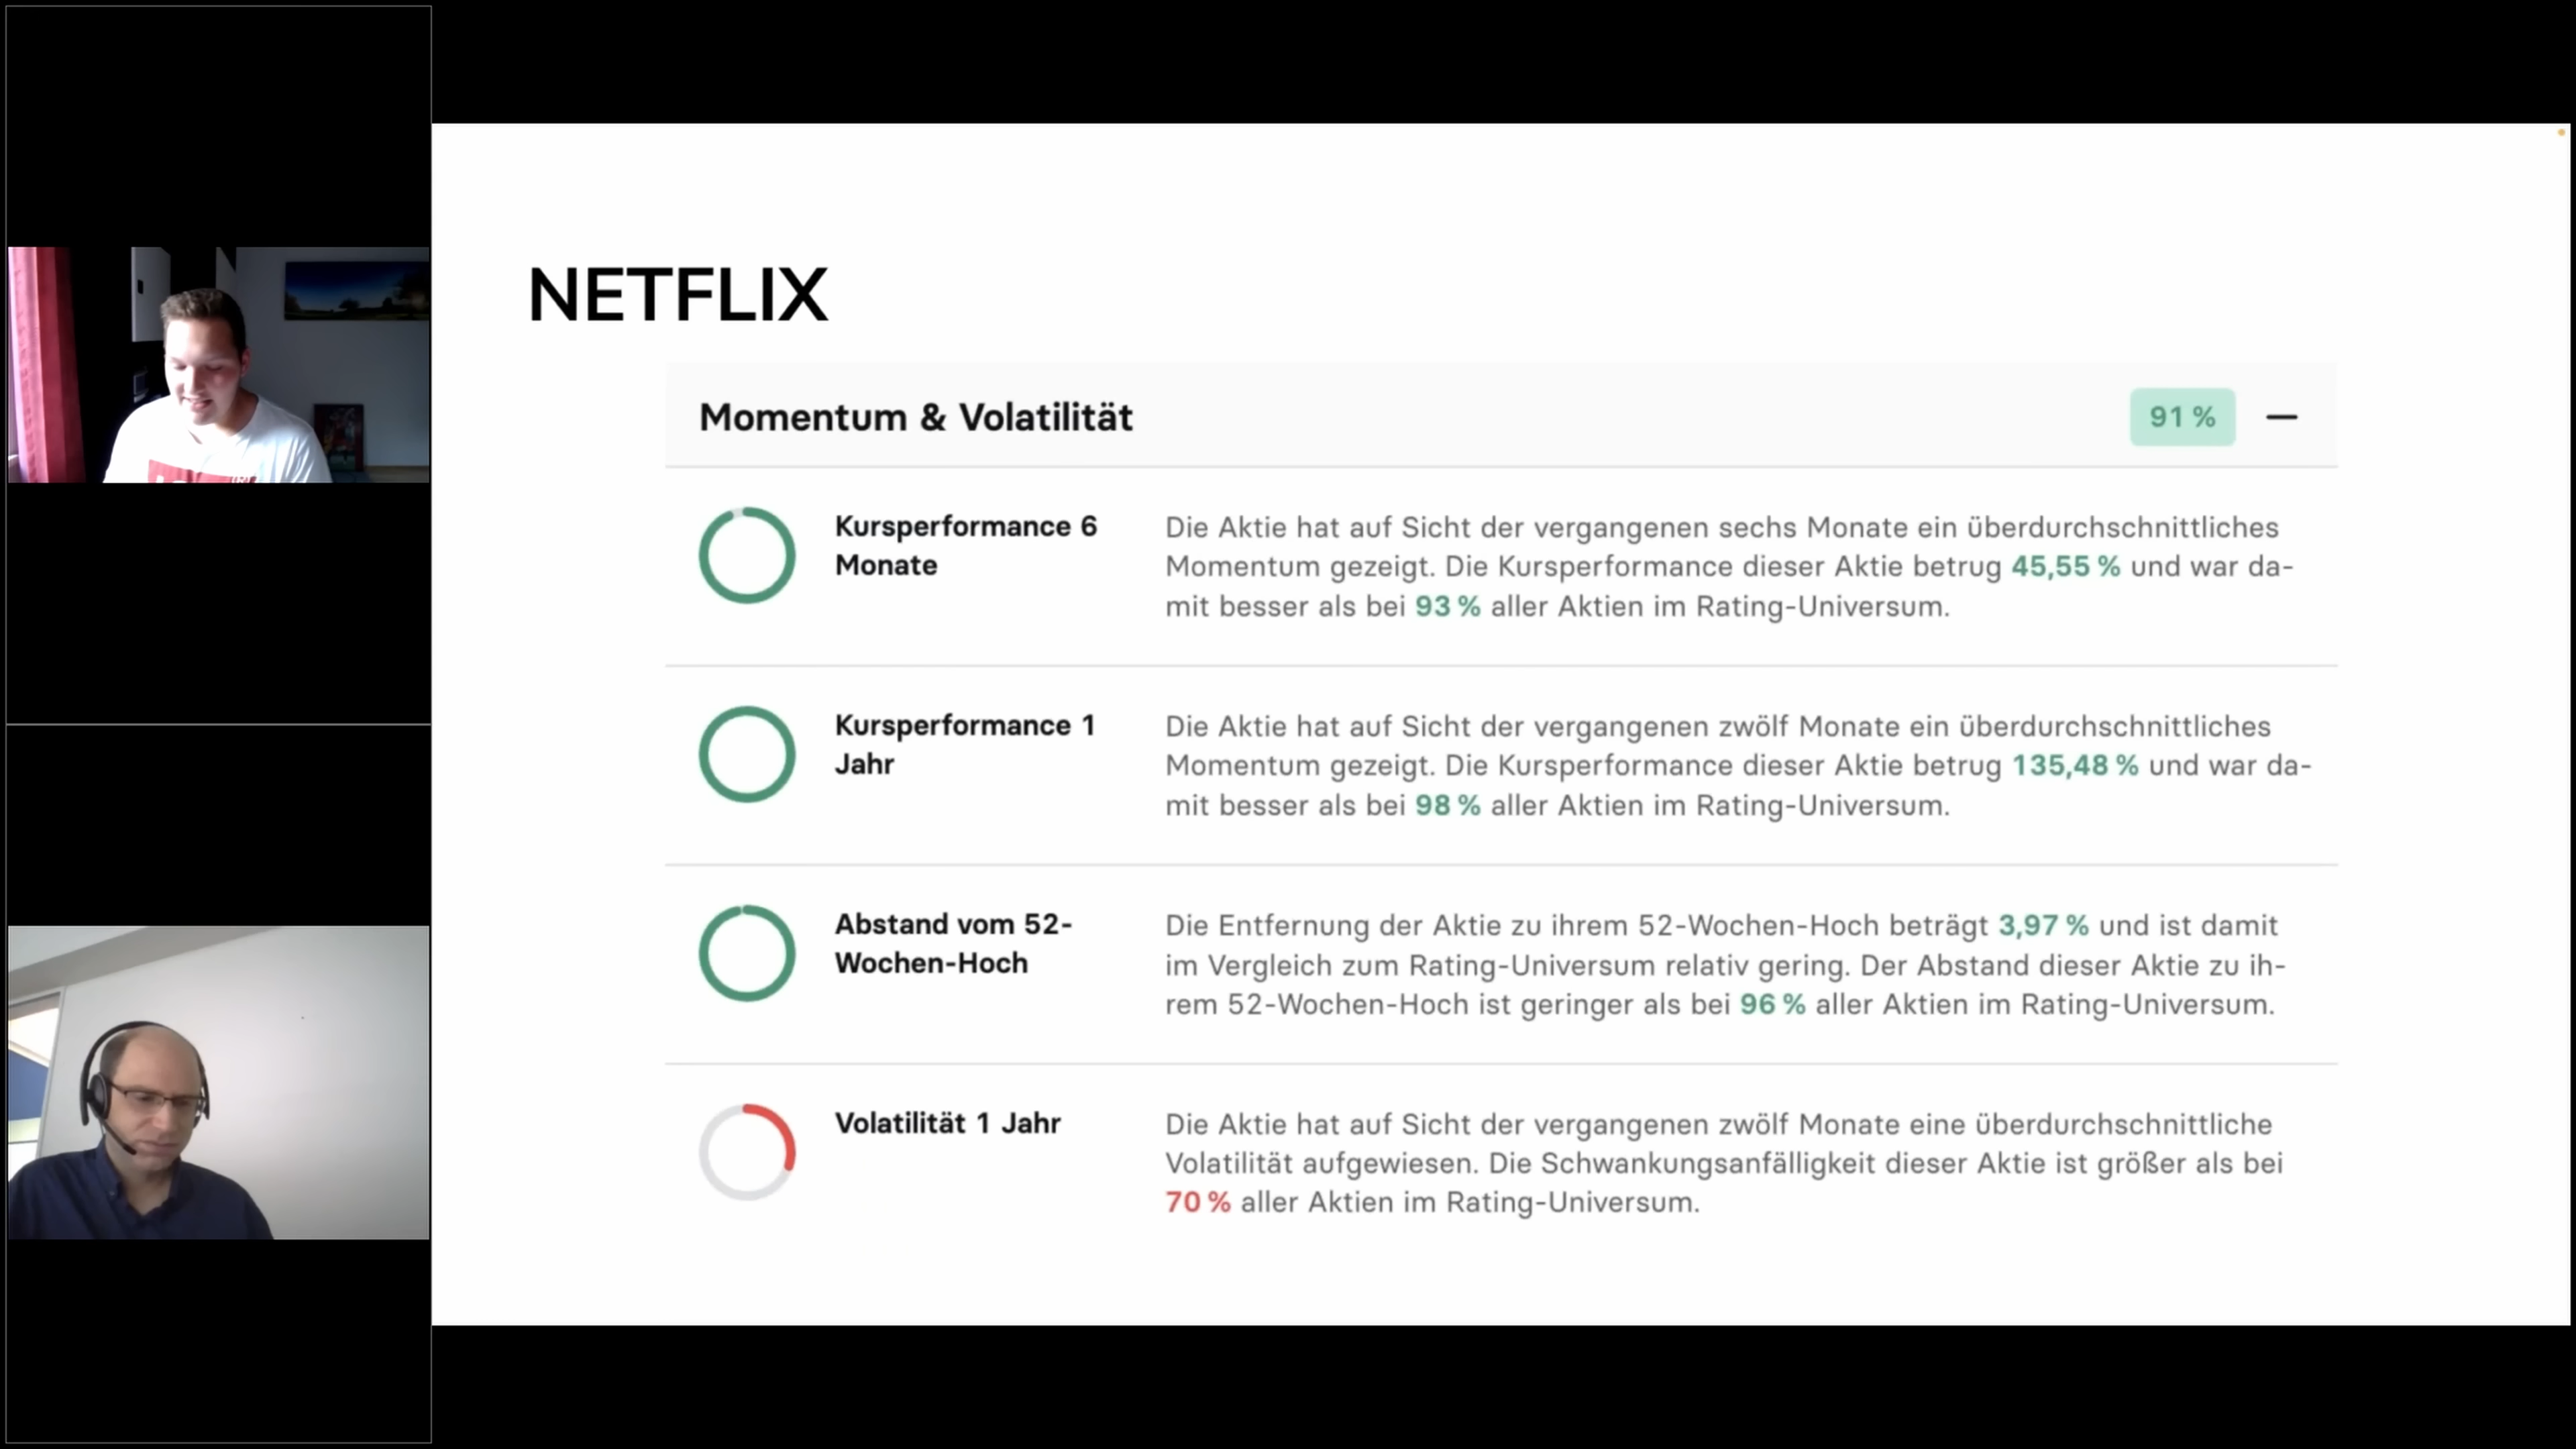 NETFLIX
Momentum & Volatilität
91 %
Kursperformance 6
Monate
Die Aktie hat auf Sicht der vergangenen sechs Monate ein überdurchschnittliches
Momentum gezeigt. Die Kursperformance dieser Aktie betrug 45,55 % und war da-
mit besser als bei 93 % aller Aktien im Rating-Universum.
Kursperformance 1
Jahr
Die Aktie hat auf Sicht der vergangenen zwölf Monate ein überdurchschnittliches
Momentum gezeigt. Die Kursperformance dieser Aktie betrug 135,48 % und war da-
mit besser als bei 98 % aller Aktien im Rating-Universum.
Abstand vom 52-
Wochen-Hoch
Die Entfernung der Aktie zu ihrem 52-Wochen-Hoch beträgt 3,97 % und ist damit
im Vergleich zum Rating-Universum relativ gering. Der Abstand dieser Aktie zu ih-
rem 52-Wochen-Hoch ist geringer als bei 96 % aller Aktien im Rating-Universum.
Volatilität 1 Jahr
Die Aktie hat auf Sicht der vergangenen zwölf Monate eine überdurchschnittliche
Volatilität aufgewiesen. Die Schwankungsanfälligkeit dieser Aktie ist größer als bei
70 % aller Aktien im Rating-Universum.